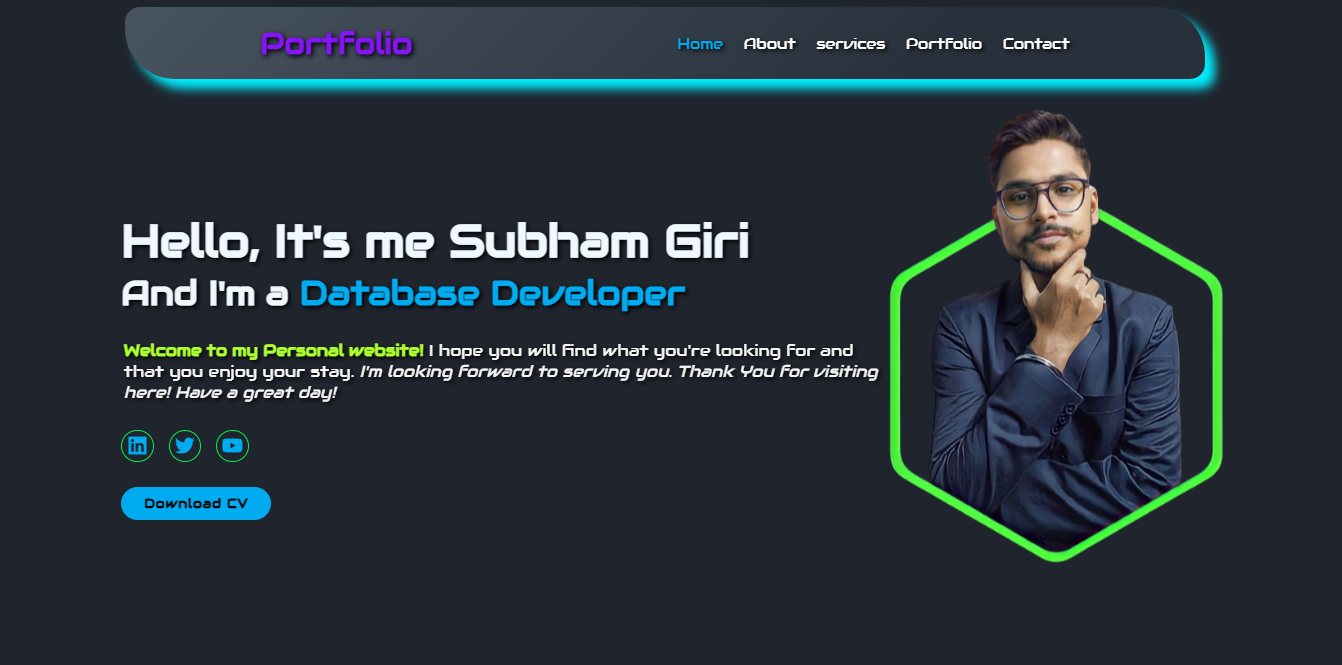 Portfolio
Home About services Portfolio Contact
Hello, It's me Subham Giri
And I'm a Database Developer
Welcome to my Personal website! I hope you will find what you're looking for and
that you enjoy your stay. I'm looking forward to serving you. Thank You for visiting
here! Have a great day!
in
Download CV